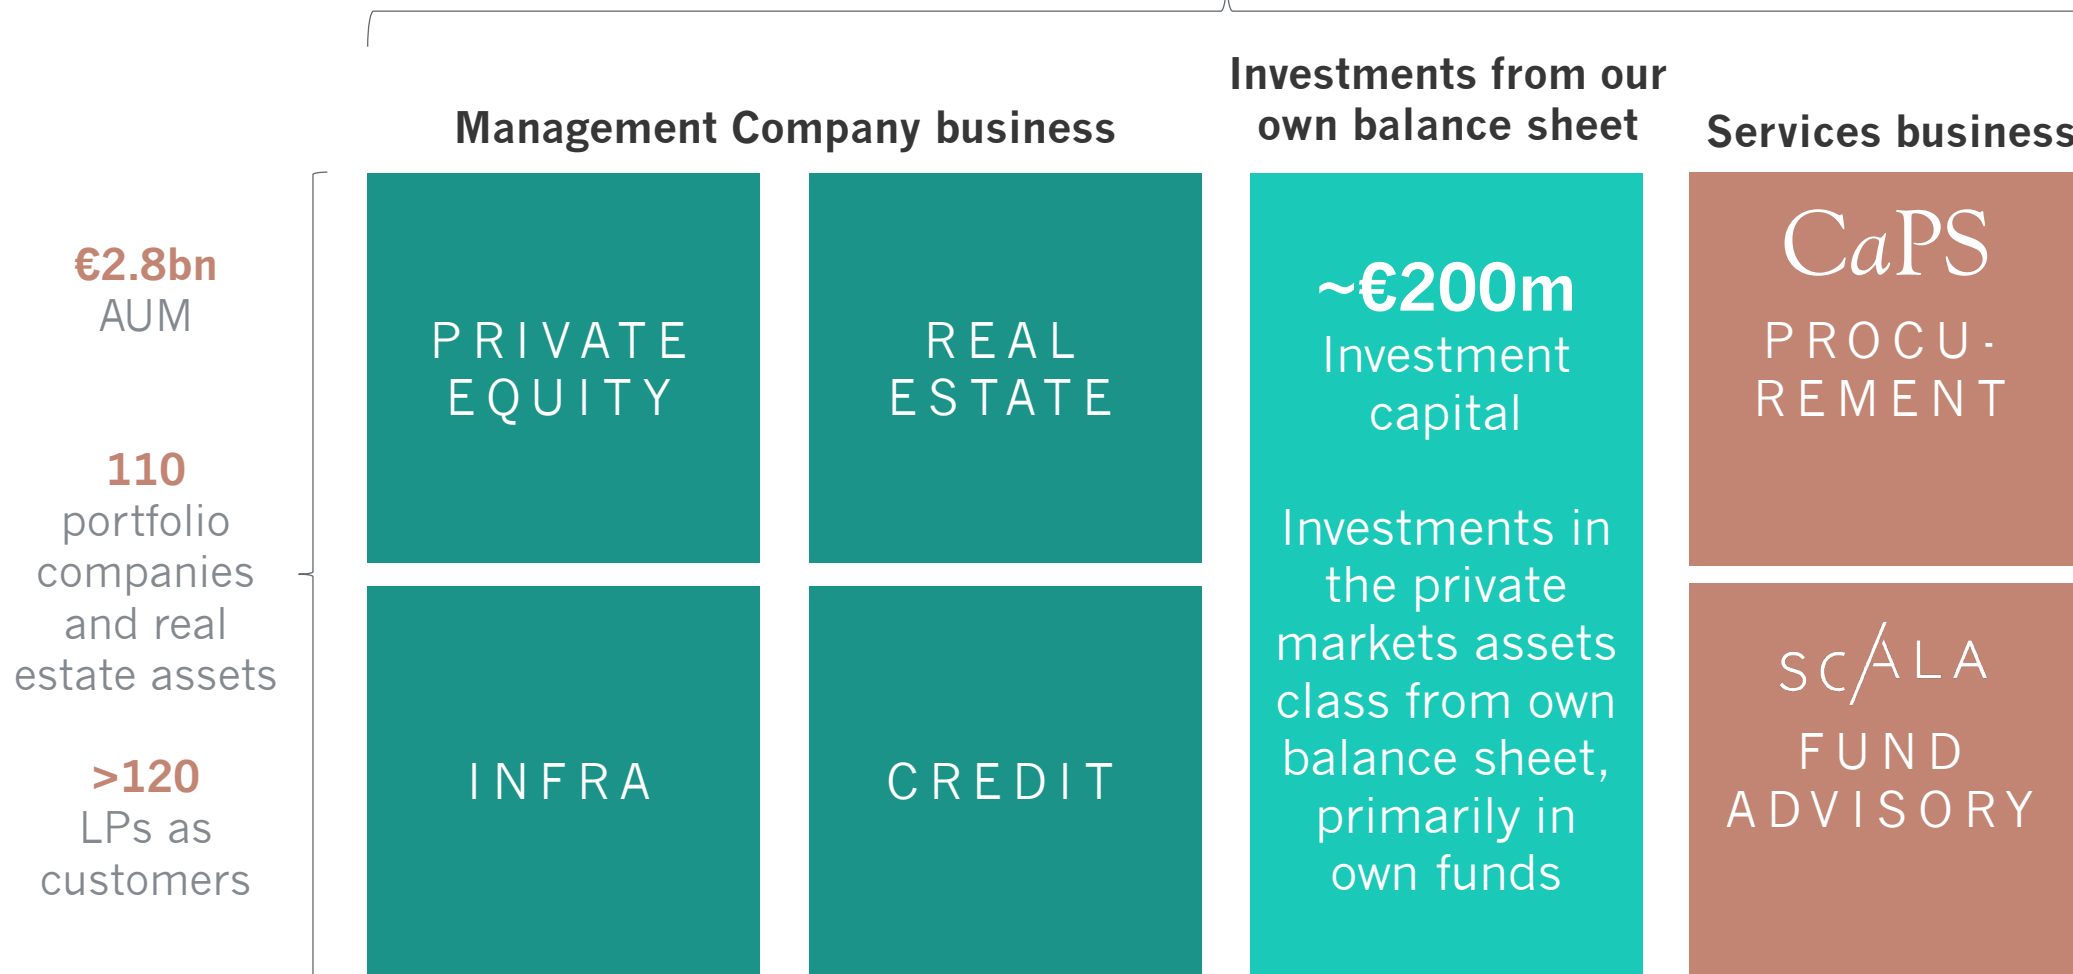 Management Company business
Investments from our
own balance sheet
Services business
€2.8bn
AUM
110
portfolio
companies
and real
estate assets
>120
LPs as
customers
PRIVATE
EQUITY
REAL
ESTATE
INFRA
CREDIT
~€200m
Investment
capital
Investments in
the private
markets assets
class from own
balance sheet,
primarily in
own funds
CaPS
PROCU-
REMENT
SCALA
FUND
ADVISORY